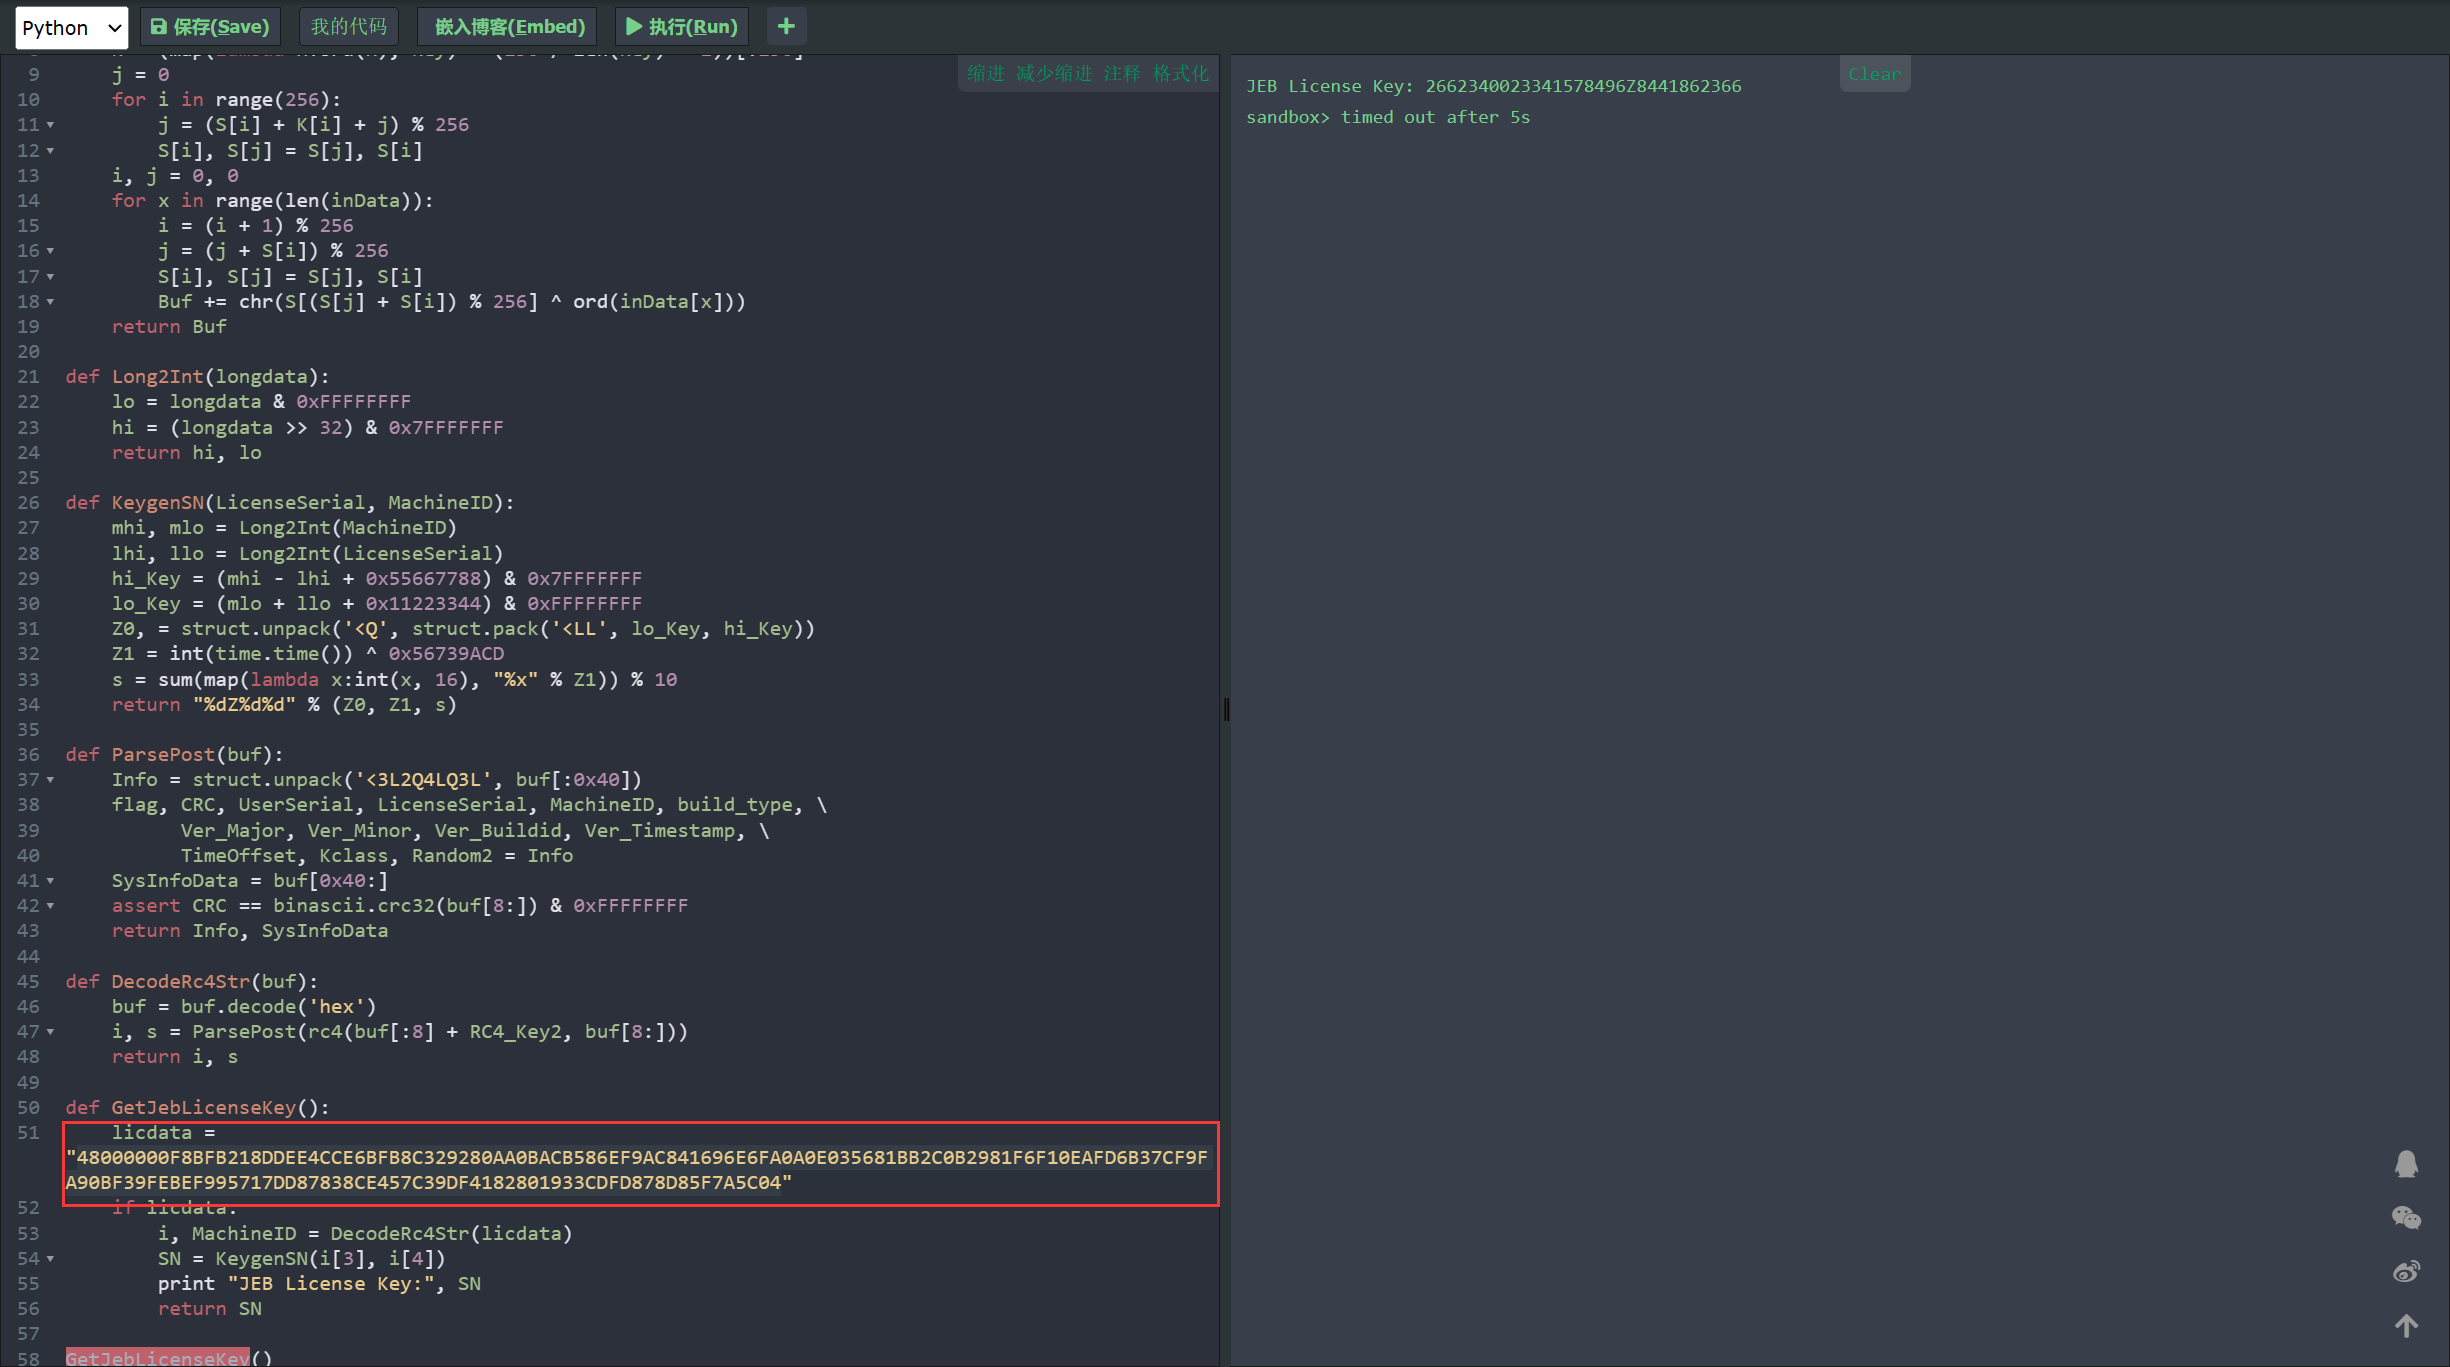 Python
保存(Save)
我的代码
嵌入博客(Embed)
执行(Run)
+
缩进 减少缩进 注释 格式化
9 j = 0
10 for i in range(256):
11 j = (S[i] + K[i] + j) % 256
12 S[i], S[j] = S[j], S[i]
13 i, j = 0, 0
14 for x in range(len(inData)):
15 i = (i + 1) % 256
16 j = (j + S[i]) % 256
17 S[i], S[j] = S[j], S[i]
18 Buf += chr(S[(S[j] + S[i]) % 256] ^ ord(inData[x]))
19 return Buf
20
21 def Long2Int(longdata):
22 lo = longdata & 0xFFFFFFFF
23 hi = (longdata >> 32) & 0x7FFFFFFF
24 return hi, lo
25
26 def KeygenSN(LicenseSerial, MachineID):
27 mhi, mlo = Long2Int(MachineID)
28 lhi, llo = Long2Int(LicenseSerial)
29 hi_Key = (mhi - lhi + 0x55667788) & 0x7FFFFFFF
30 lo_Key = (mlo + llo + 0x11223344) & 0xFFFFFFFF
31 Z0, = struct.unpack('<Q', struct.pack('<LL', lo_Key, hi_Key))
32 Z1 = int(time.time()) ^ 0x56739ACD
33 s = sum(map(lambda x:int(x, 16), "%x" % Z1)) % 10
34 return "%dZ%d%d" % (Z0, Z1, s)
35
36 def ParsePost(buf):
37 Info = struct.unpack('<3L2Q4LQ3L', buf[:0x40])
38 flag, CRC, UserSerial, LicenseSerial, MachineID, build_type, \
39 Ver_Major, Ver_Minor, Ver_Buildid, Ver_Timestamp, \
40 TimeOffset, Kclass, Random2 = Info
41 SysInfoData = buf[0x40:]
42 assert CRC == binascii.crc32(buf[8:]) & 0xFFFFFFFF
43 return Info, SysInfoData
44
45 def DecodeRc4Str(buf):
46 buf = buf.decode('hex')
47 i, s = ParsePost(rc4(buf[:8] + RC4_Key2, buf[8:]))
48 return i, s
49
50 def GetJebLicenseKey():
51 licdata =
"48000000F8BFB218DDEE4CCE6BFB8C329280AA0BACB586EF9AC841696E6FA0A0E035681BB2C0B2981F6F10EAFD6B37CF9F
A90BF39FEBEF995717DD87838CE457C39DF4182801933CDFD878D85F7A5C04"
52 if licdata:
53 i, MachineID = DecodeRc4Str(licdata)
54 SN = KeygenSN(i[3], i[4])
55 print "JEB License Key:", SN
56 return SN
57
58 GetJebLicenseKey()
Clear
JEB License Key: 2662340023341578496Z8441862366
sandbox> timed out after 5s